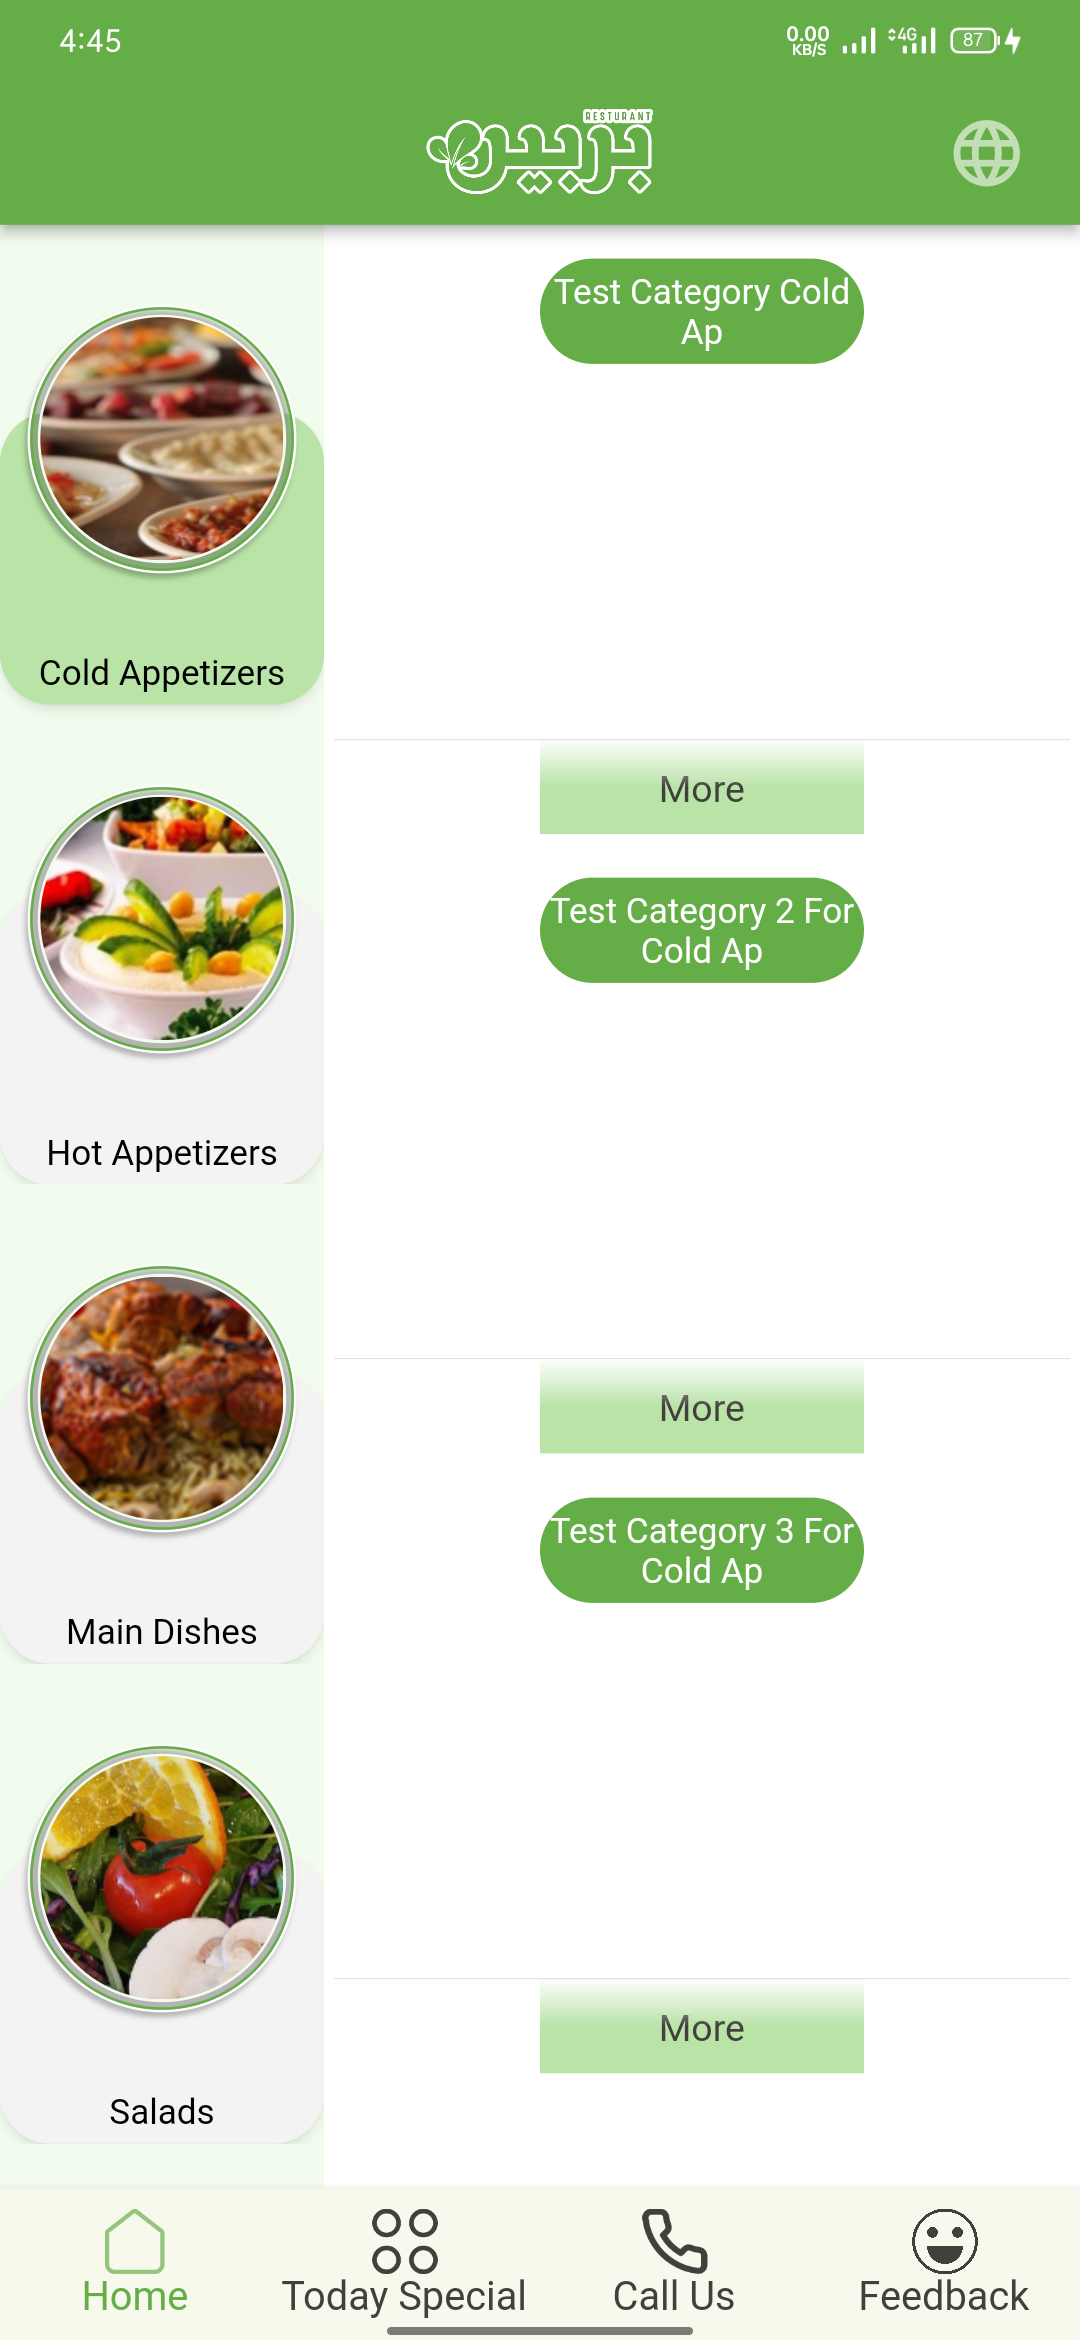 4:45
0.00
KB/S
4G
87
RESTURANT
بربين
Test Category Cold
Ap
Cold Appetizers
More
Test Category 2 For
Cold Ap
Hot Appetizers
More
Test Category 3 For
Cold Ap
Main Dishes
More
Salads
Home
Today Special
Call Us
Feedback